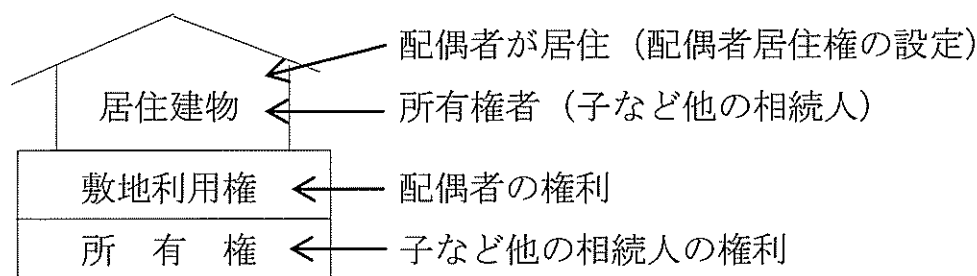 配偶者が居住（配偶者居住権の設定）
居住建物
所有権者（子など他の相続人）
敷地利用権
配偶者の権利
所有権
子など他の相続人の権利